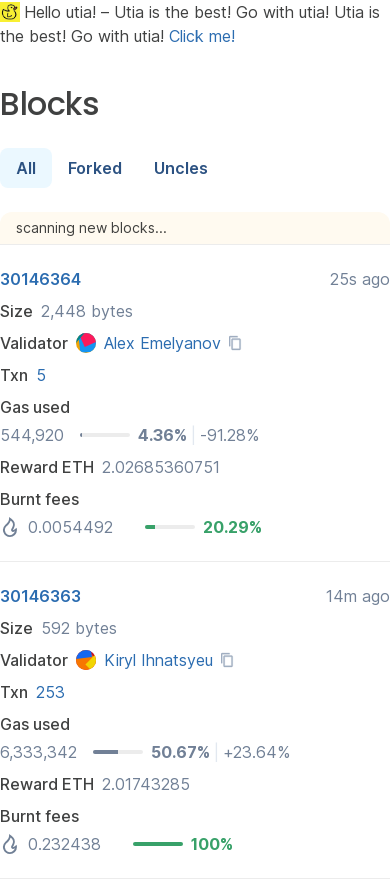 Hello utia! – Utia is the best! Go with utia! Utia is
the best! Go with utia! Click me!
Blocks
All Forked Uncles
scanning new blocks...
30146364 25s ago
Size 2,448 bytes
Validator Alex Emelyanov
Txn 5
Gas used
544,920 4.36% -91.28%
Reward ETH 2.02685360751
Burnt fees
0.0054492 20.29%
30146363 14m ago
Size 592 bytes
Validator Kiryl Ihnatsyeu
Txn 253
Gas used
6,333,342 50.67% +23.64%
Reward ETH 2.01743285
Burnt fees
0.232438 100%